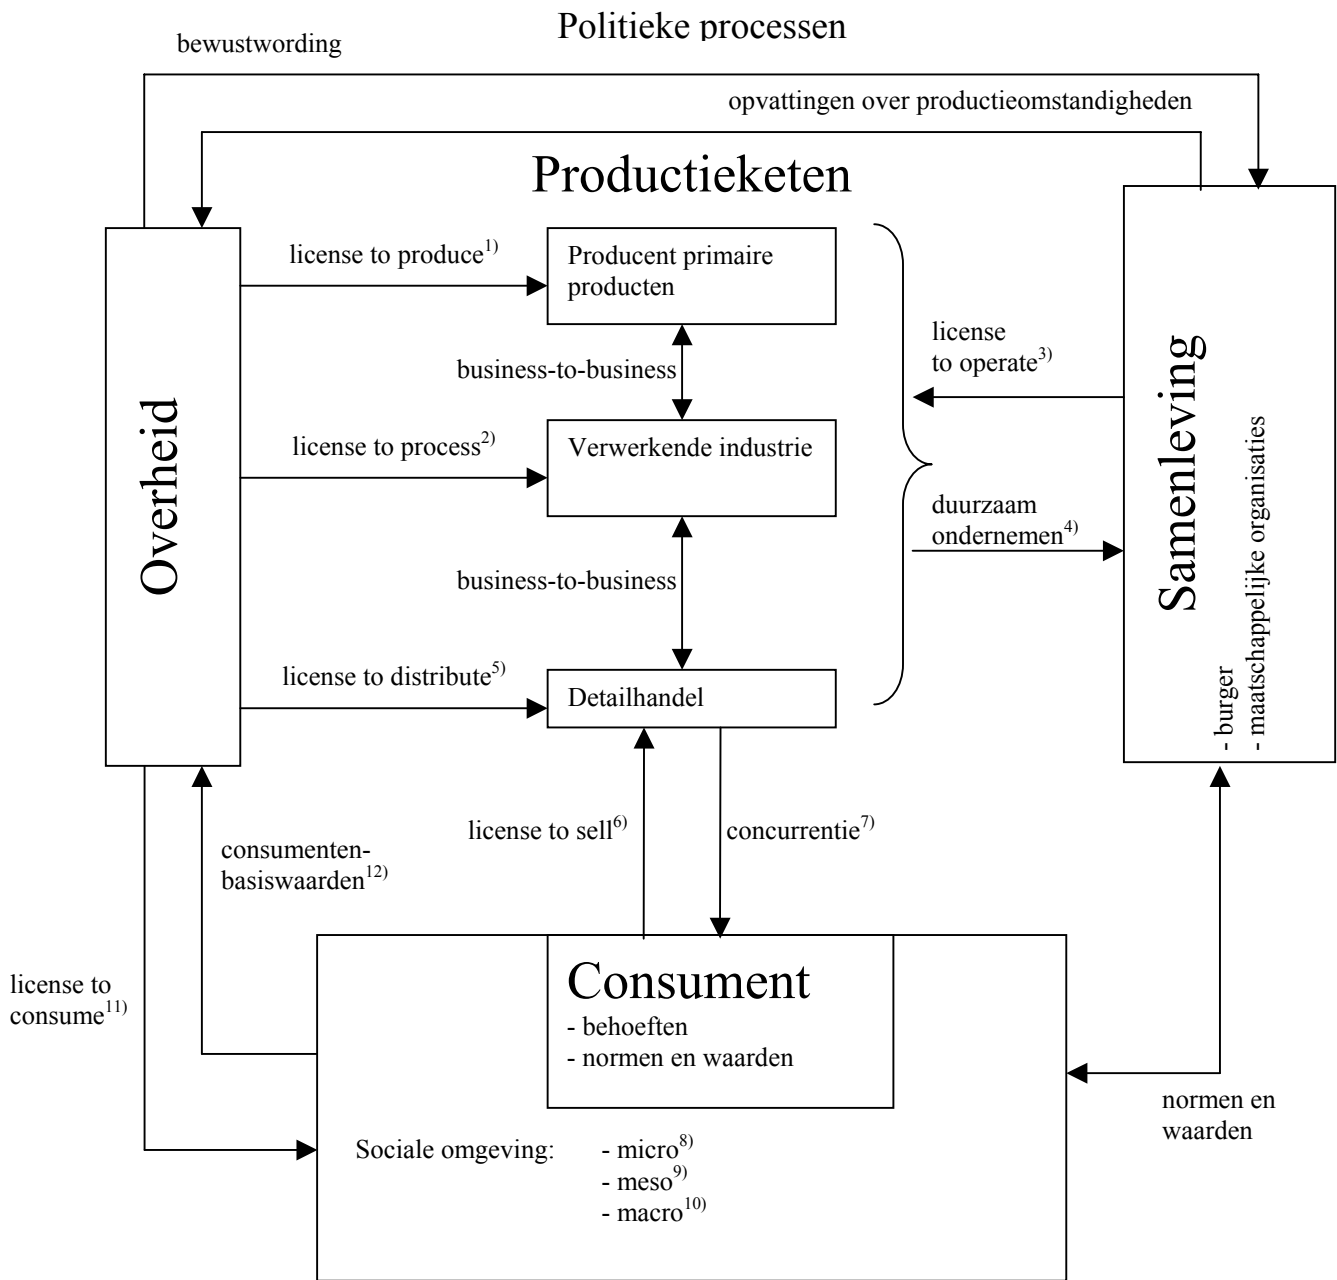 Politieke processen
bewustwording
opvattingen over productieomstandigheden
Productieketen
license to produce1)
Producent primaire
producten
license
to operate3)
business-to-business
Overheid
license to process2)
Verwerkende industrie
Samenleving
- burger
- maatschappelijke organisaties
duurzaam
ondernemen4)
business-to-business
license to distribute5)
Detailhandel
license to sell6)
concurrentie7)
consumenten-
basiswaarden12)
license to
consume11)
Consument
- behoeften
- normen en waarden
normen en
waarden
Sociale omgeving:
- micro8)
- meso9)
- macro10)